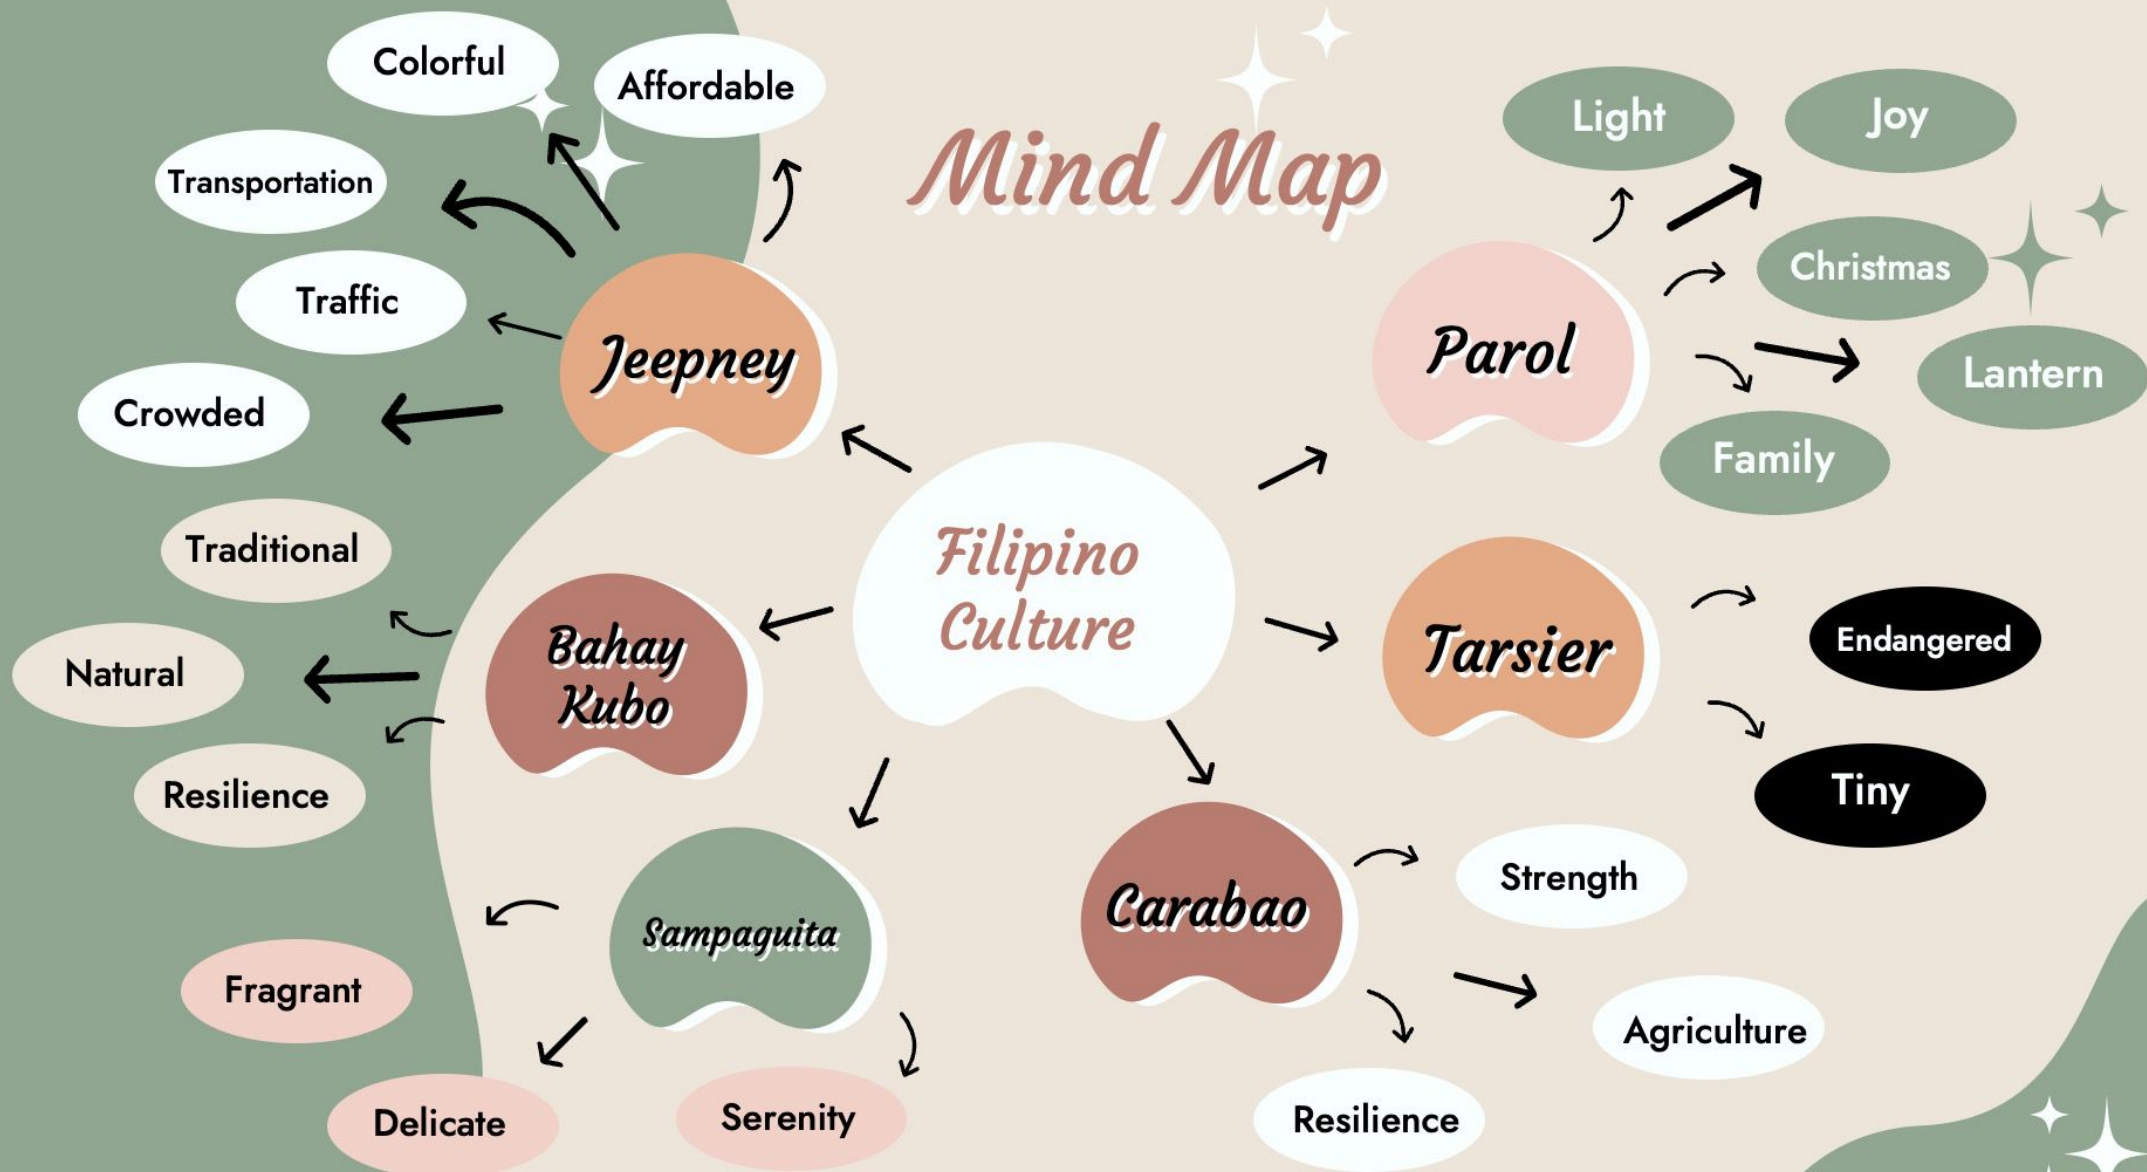 Mind Map
Filipino
Culture
Jeepney
Colorful
Affordable
Transportation
Traffic
Crowded
Bahay
Kubo
Traditional
Natural
Resilience
Sampaguita
Fragrant
Delicate
Serenity
Parol
Light
Joy
Christmas
Lantern
Family
Tarsier
Endangered
Tiny
Carabao
Strength
Agriculture
Resilience